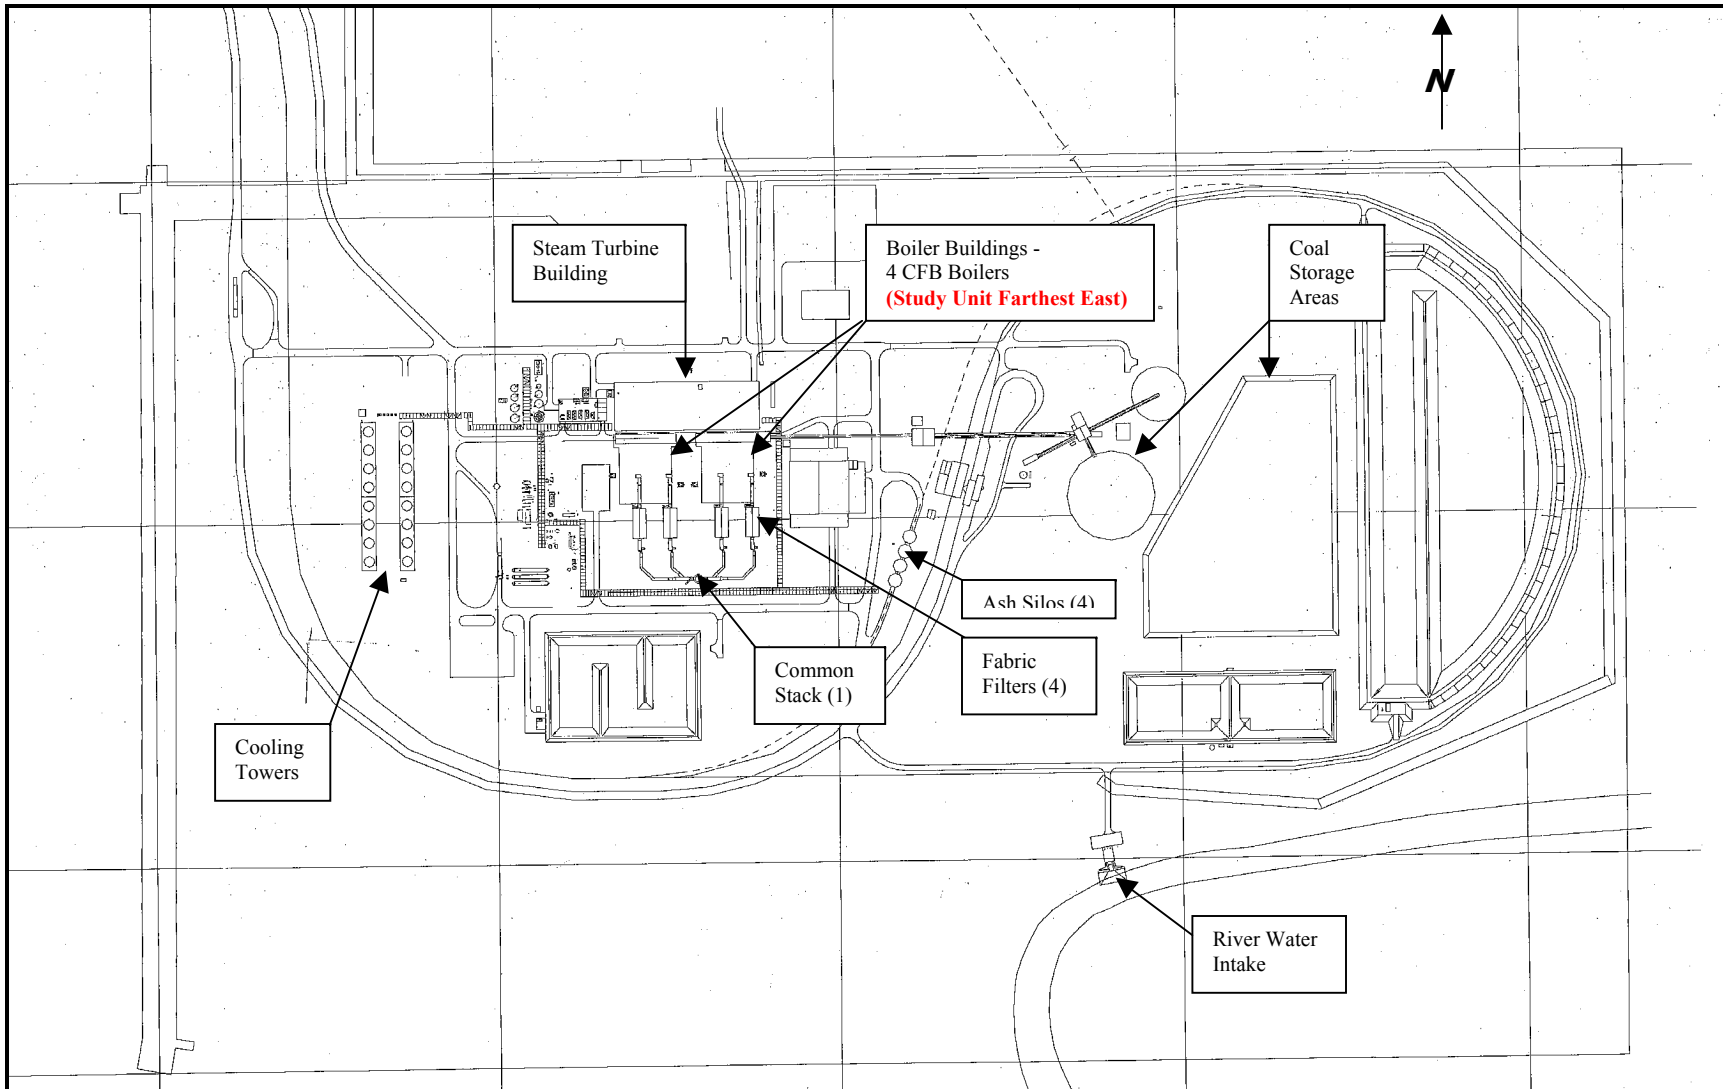 N
Steam Turbine
Building
Boiler Buildings -
4 CFB Boilers
(Study Unit Farthest East)
Coal
Storage
Areas
Ash Silos (4)
Common
Stack (1)
Fabric
Filters (4)
Cooling
Towers
River Water
Intake